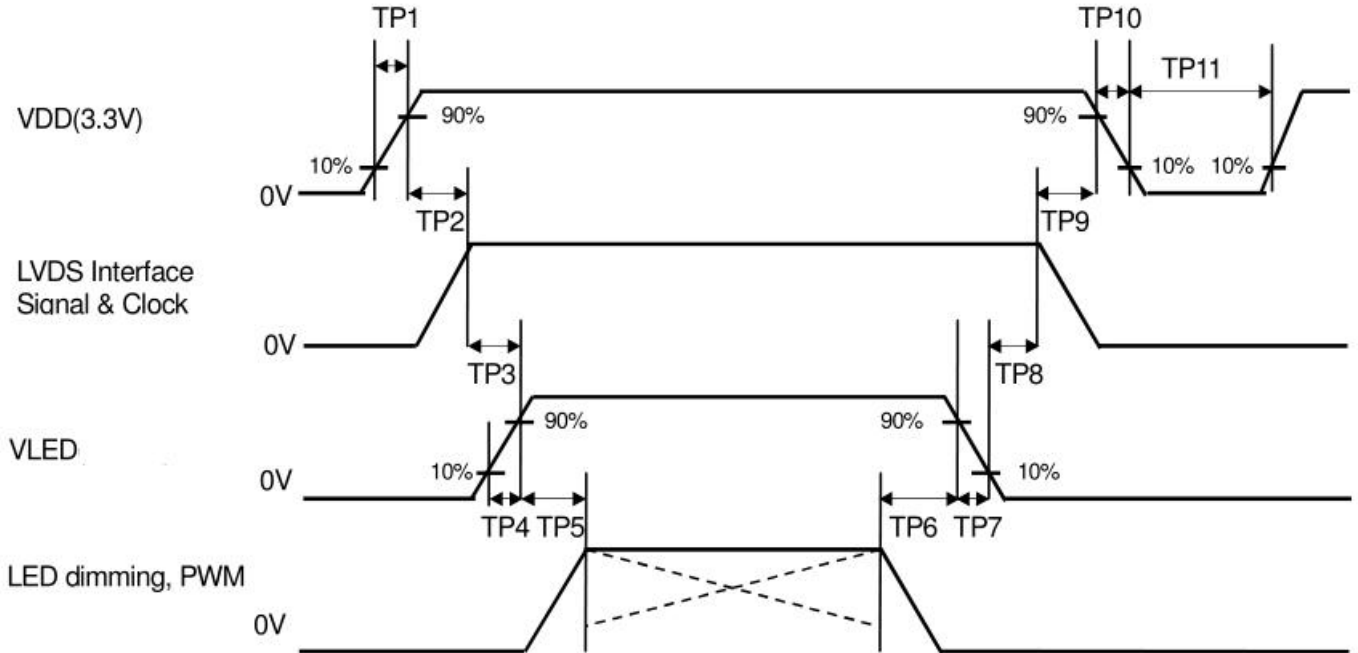 TP1
TP10
TP11
VDD(3.3V)
90%
90%
10%
10%
10%
0V
TP2
TP9
LVDS Interface
Signal & Clock
0V
TP3
TP8
90%
90%
VLED
10%
10%
0V
TP4
TP5
TP6
TP7
LED dimming, PWM
0V